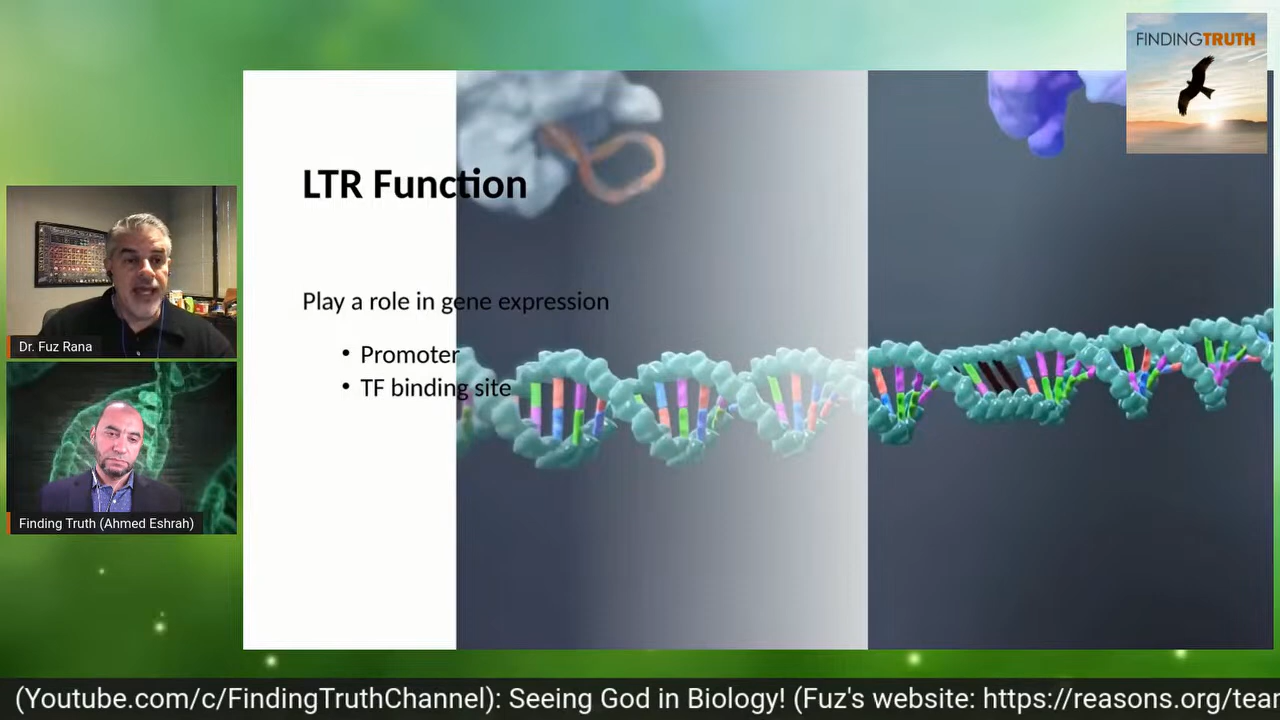 FINDINGTRUTH
LTR Function
Play a role in gene expression
• Promoter
• TF binding site
Dr. Fuz Rana
Finding Truth (Ahmed Eshrah)
(Youtube.com/c/FindingTruthChannel): Seeing God in Biology! (Fuz's website: https://reasons.org/tear